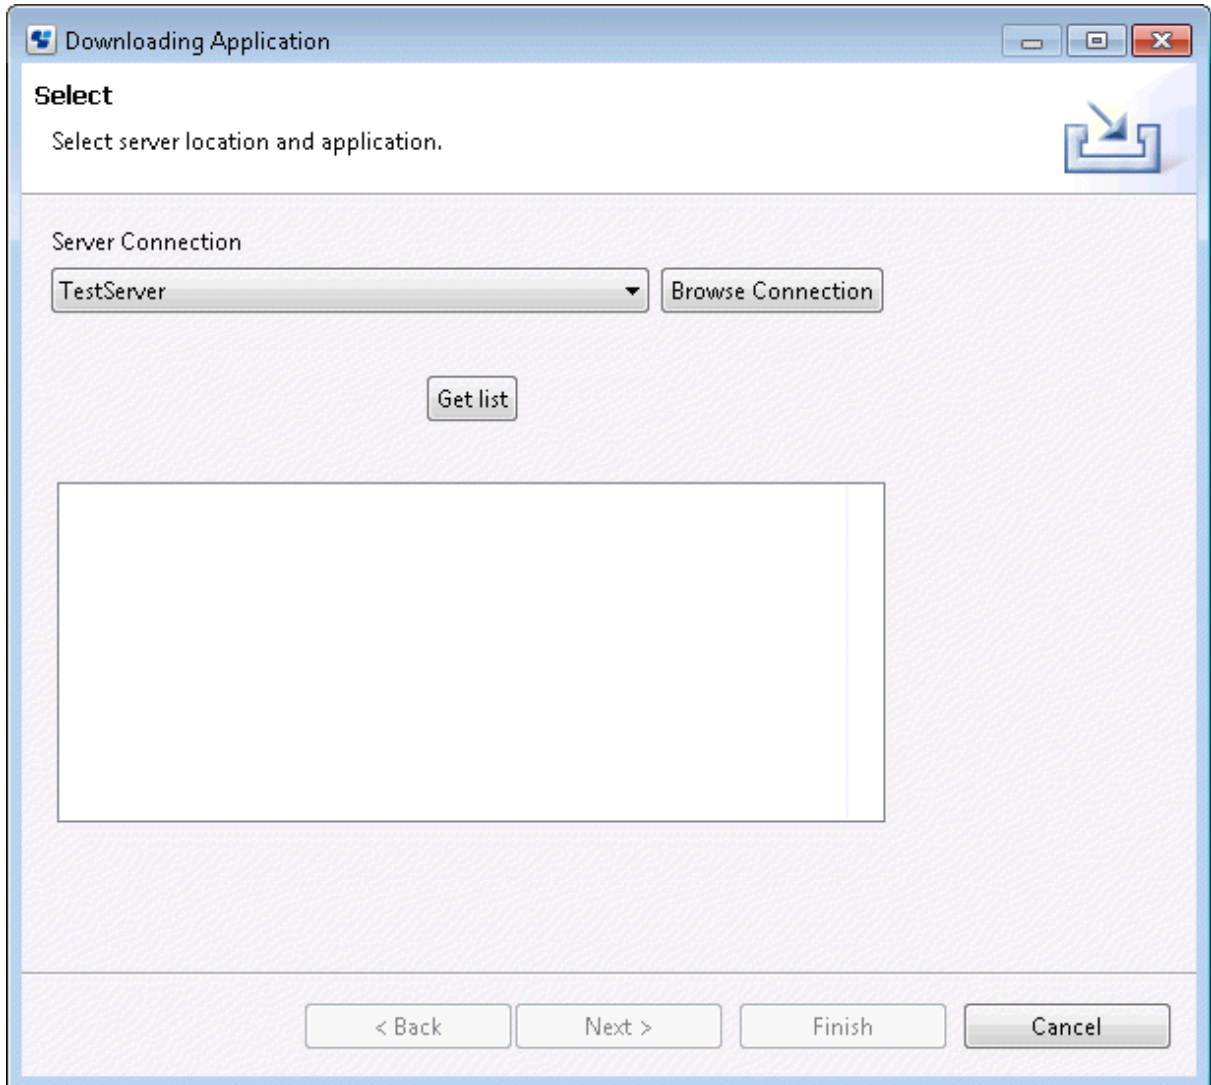 Downloading Application
Select
Select server location and application.
Server Connection
TestServer
Browse Connection
Get list
< Back
Next >
Finish
Cancel